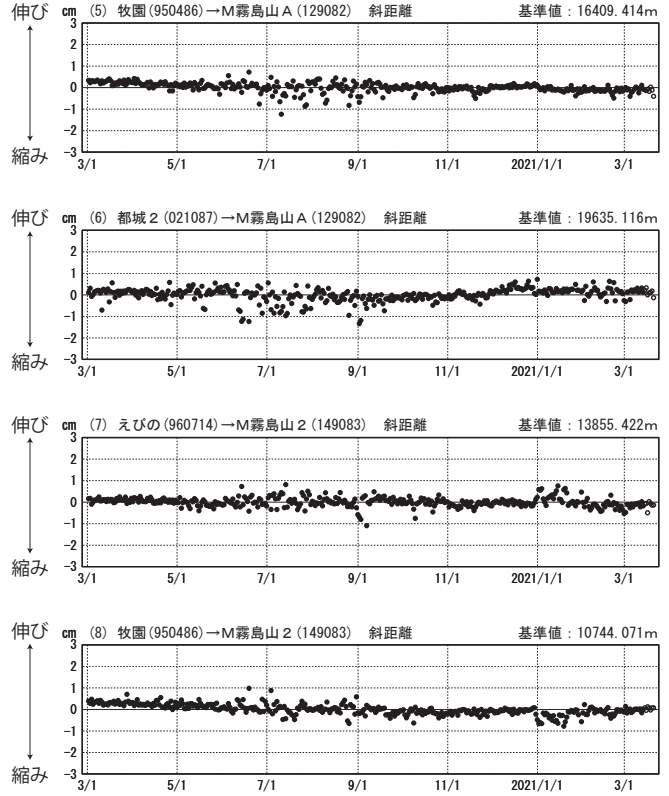 伸び cm (5) 牧園(950486)→M霧島山A(129082) 斜距離 基準値：16409.414m
3
2
1
0
-1
-2
縮み -3
3/1 5/1 7/1 9/1 11/1 2021/1/1 3/1
伸び cm (6) 都城２(021087)→M霧島山A(129082) 斜距離 基準値：19635.116m
3
2
1
0
-1
-2
縮み -3
3/1 5/1 7/1 9/1 11/1 2021/1/1 3/1
伸び cm (7) えびの(960714)→M霧島山２(149083) 斜距離 基準値：13855.422m
3
2
1
0
-1
-2
縮み -3
3/1 5/1 7/1 9/1 11/1 2021/1/1 3/1
伸び cm (8) 牧園(950486)→M霧島山２(149083) 斜距離 基準値：10744.071m
3
2
1
0
-1
-2
縮み -3
3/1 5/1 7/1 9/1 11/1 2021/1/1 3/1